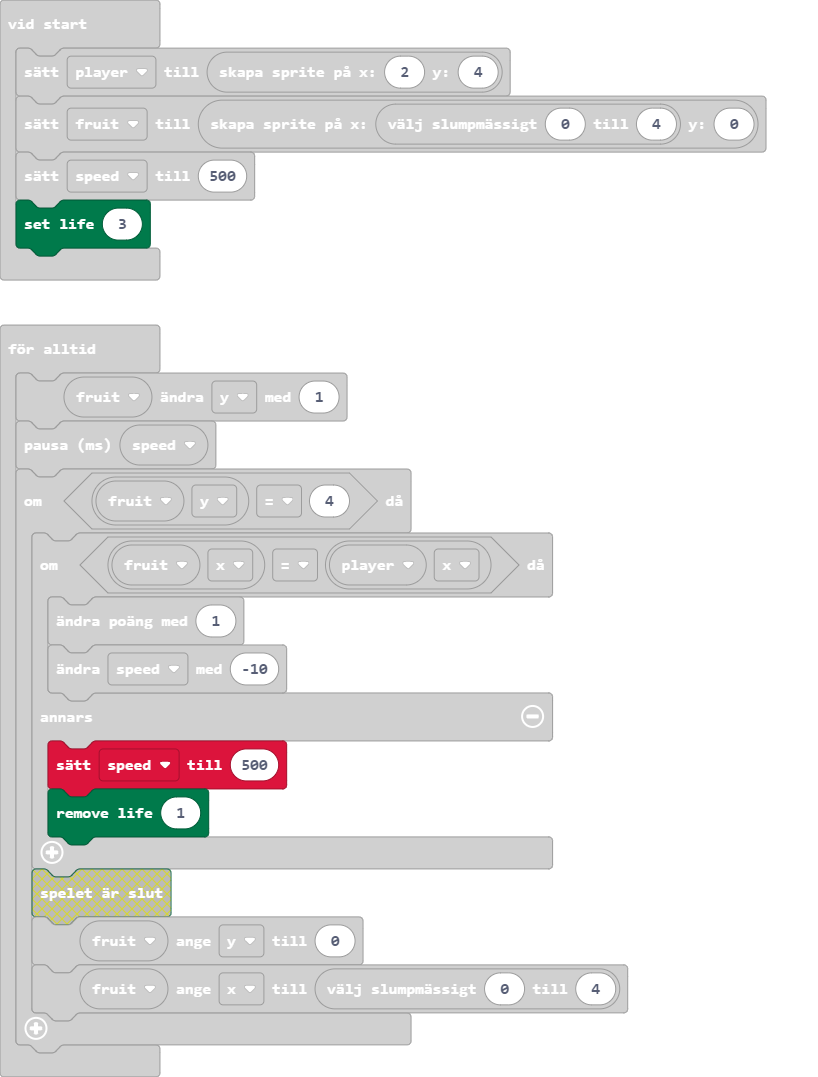 vid start
sätt player till skapa sprite på x: 2 y: 4
sätt fruit till skapa sprite på x: välj slumpmässigt 0 till 4 y: 0
sätt speed till 500
set life 3
för alltid
fruit ändra y med 1
pausa (ms) speed
om fruit y = 4 då
om fruit x = player x då
ändra poäng med 1
ändra speed med -10
annars
sätt speed till 500
remove life 1
spelet är slut
fruit ange y till 0
fruit ange x till välj slumpmässigt 0 till 4